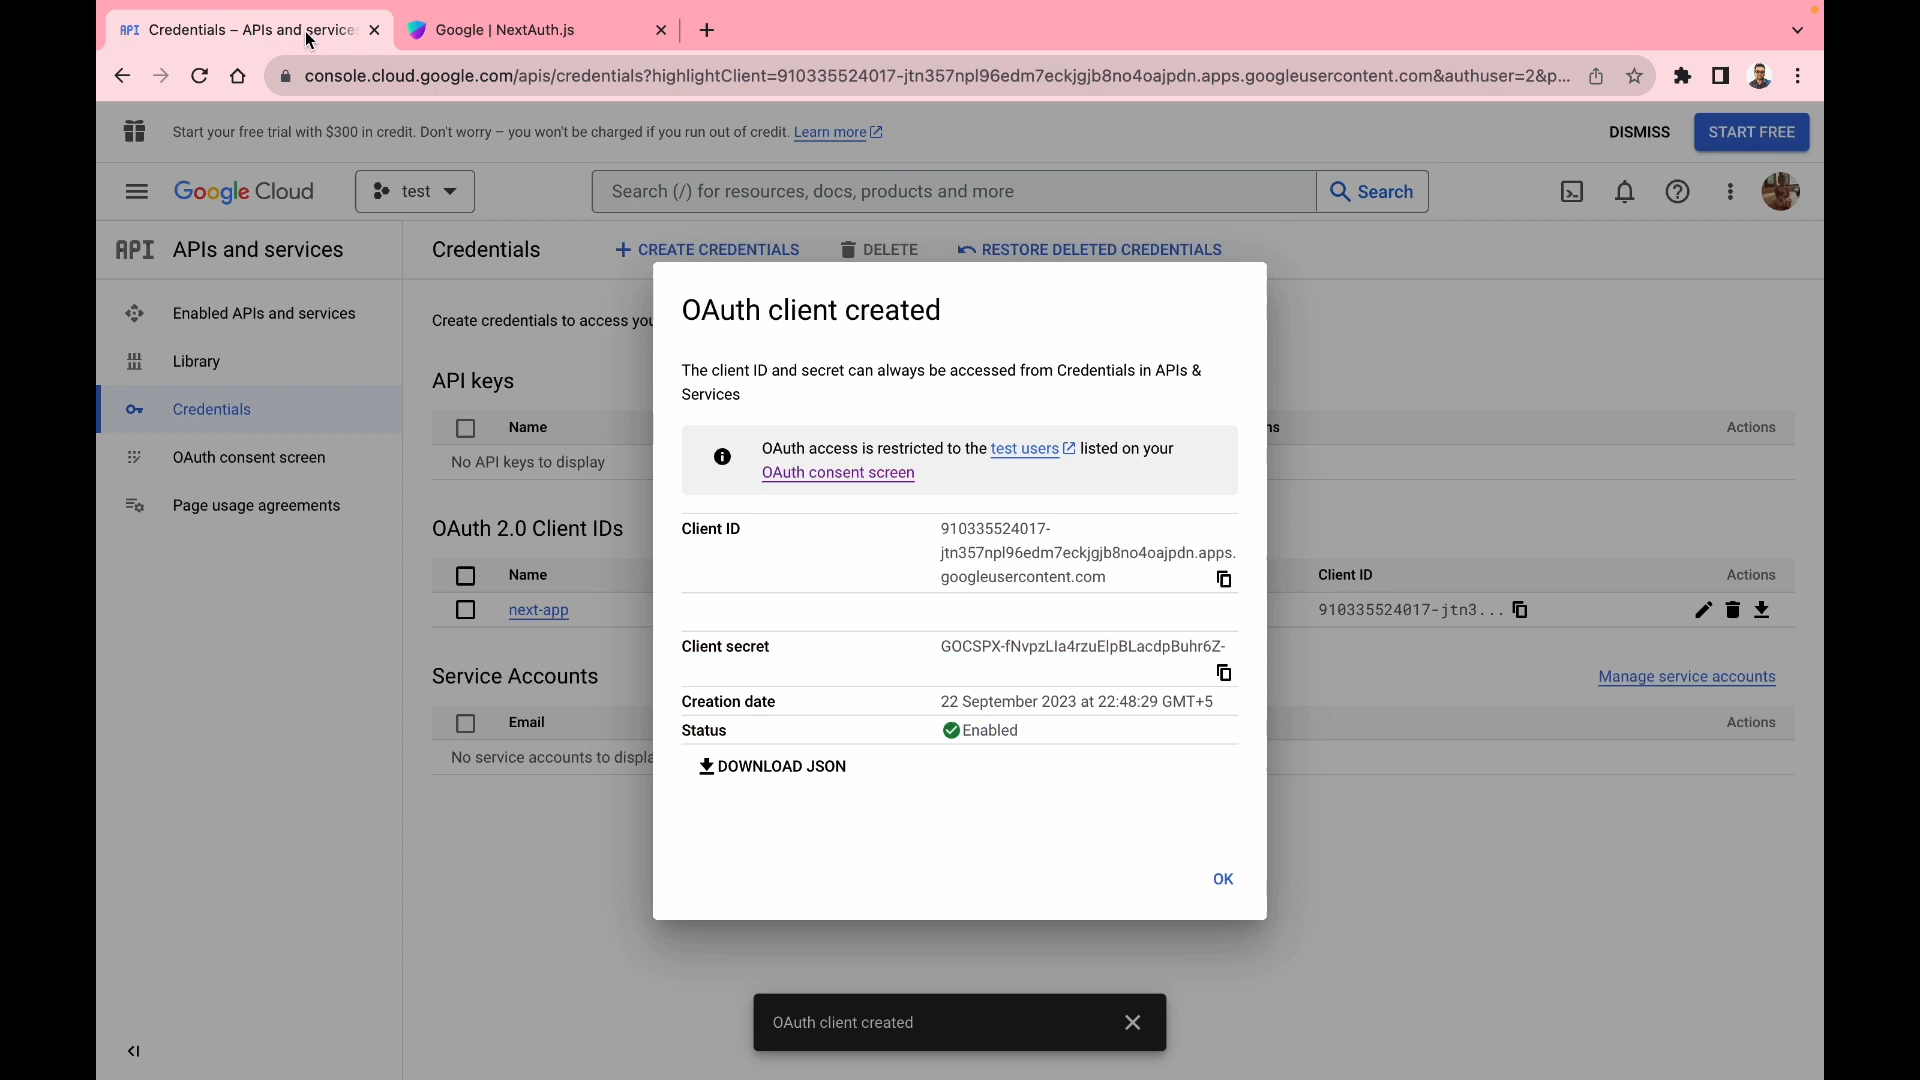 API Credentials – APIs and service
Google | NextAuth.js
console.cloud.google.com/apis/credentials?highlightClient=910335524017-jtn357npl96edm7eckjgjb8no4oajpdn.apps.googleusercontent.com&authuser=2&p...
Start your free trial with $300 in credit. Don't worry – you won't be charged if you run out of credit. Learn more
DISMISS
START FREE
Google Cloud
test
Search (/) for resources, docs, products and more
Search
API APIs and services
Credentials
CREATE CREDENTIALS
DELETE
RESTORE DELETED CREDENTIALS
Enabled APIs and services
Library
Credentials
OAuth consent screen
Page usage agreements
Create credentials to access you
API keys
Name
ns
Actions
No API keys to display
OAuth 2.0 Client IDs
Name
Client ID
Actions
next-app
910335524017-jtn3...
Service Accounts
Manage service accounts
Email
Actions
No service accounts to displa
OAuth client created
The client ID and secret can always be accessed from Credentials in APIs &
Services
OAuth access is restricted to the test users listed on your
OAuth consent screen
Client ID
910335524017-
jtn357npl96edm7eckjgjb8no4oajpdn.apps.
googleusercontent.com
Client secret
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
Creation date
22 September 2023 at 22:48:29 GMT+5
Status
Enabled
DOWNLOAD JSON
OK
OAuth client created